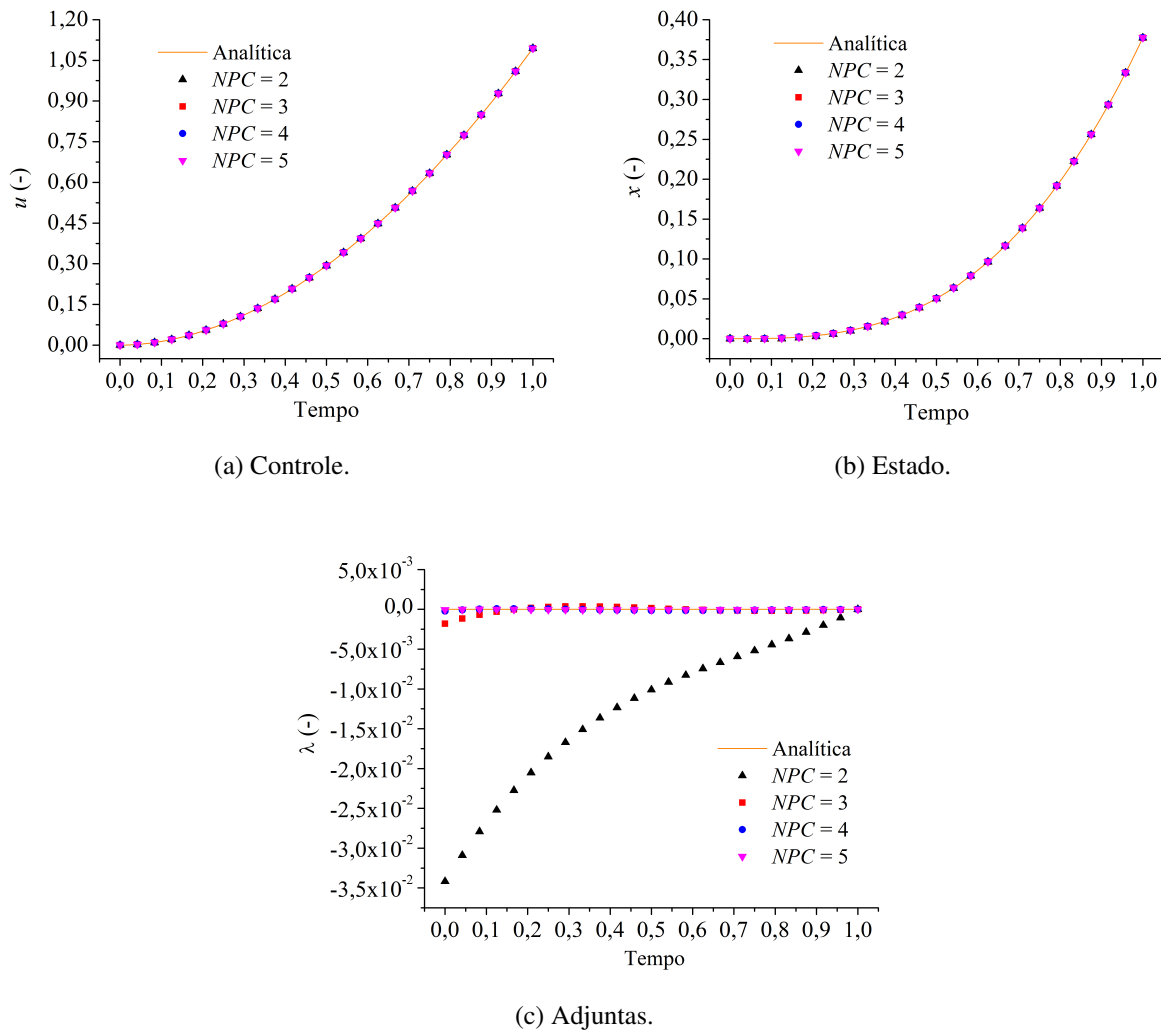 1,20
1,05
0,90
0,75
0,60
0,45
0,30
0,15
0,00
u (-)
Analítica
NPC = 2
NPC = 3
NPC = 4
NPC = 5
0,0 0,1 0,2 0,3 0,4 0,5 0,6 0,7 0,8 0,9 1,0
Tempo
(a) Controle.
0,40
0,35
0,30
0,25
0,20
0,15
0,10
0,05
0,00
x (-)
Analítica
NPC = 2
NPC = 3
NPC = 4
NPC = 5
0,0 0,1 0,2 0,3 0,4 0,5 0,6 0,7 0,8 0,9 1,0
Tempo
(b) Estado.
5,0x10⁻³
0,0
-5,0x10⁻³
-1,0x10⁻²
-1,5x10⁻²
-2,0x10⁻²
-2,5x10⁻²
-3,0x10⁻²
-3,5x10⁻²
λ (-)
Analítica
NPC = 2
NPC = 3
NPC = 4
NPC = 5
0,0 0,1 0,2 0,3 0,4 0,5 0,6 0,7 0,8 0,9 1,0
Tempo
(c) Adjuntas.